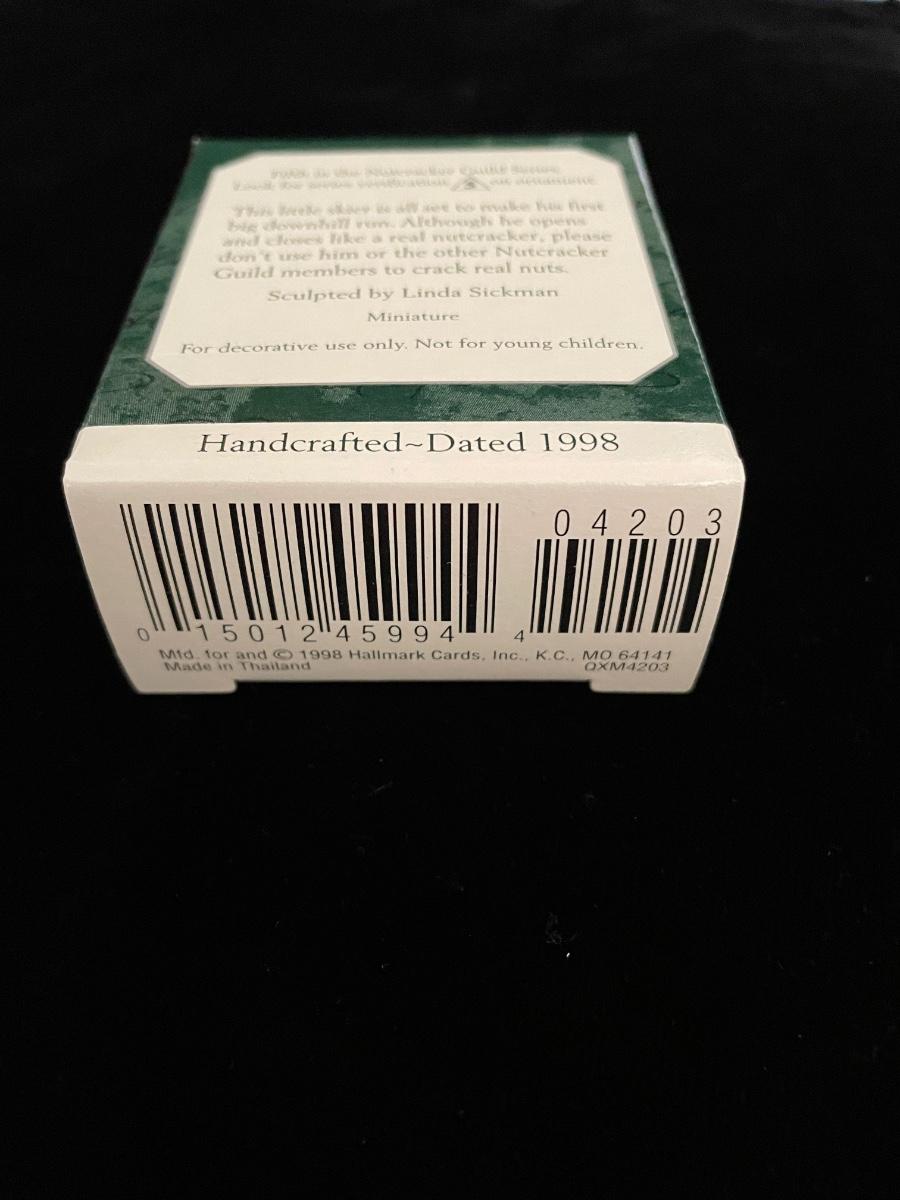 Fifth in the Nutcracker Guild Series.
Look for series verification 5 on ornament.
This little skier is all set to make his first
big downhill run. Although he opens
and closes like a real nutcracker, please
don't use him or the other Nutcracker
Guild members to crack real nuts.
Sculpted by Linda Sickman
Miniature
For decorative use only. Not for young children.
Handcrafted~Dated 1998
04203
0 15012 45994 4
Mfd. for and © 1998 Hallmark Cards, Inc., K.C., MO 64141
Made in Thailand QXM4203